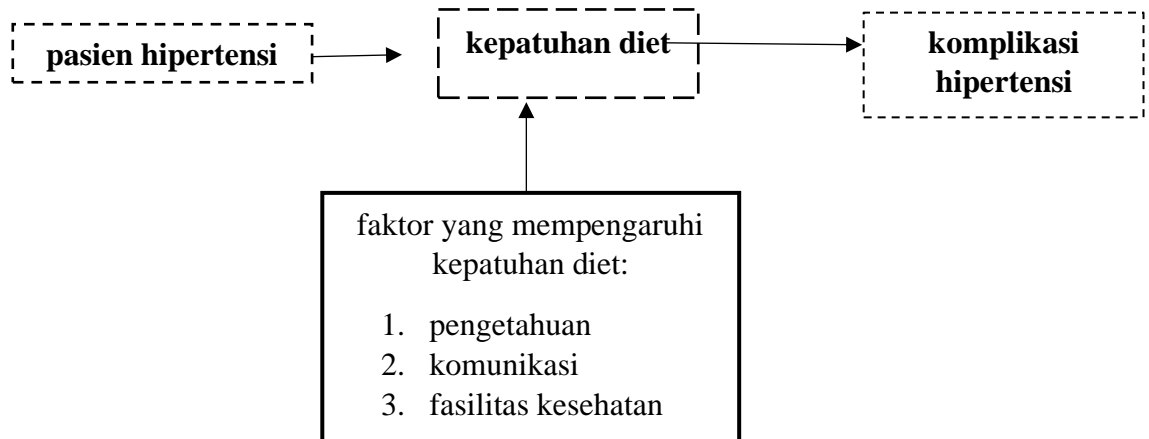 pasien hipertensi
kepatuhan diet
komplikasi
hipertensi
faktor yang mempengaruhi
kepatuhan diet:
1. pengetahuan
2. komunikasi
3. fasilitas kesehatan